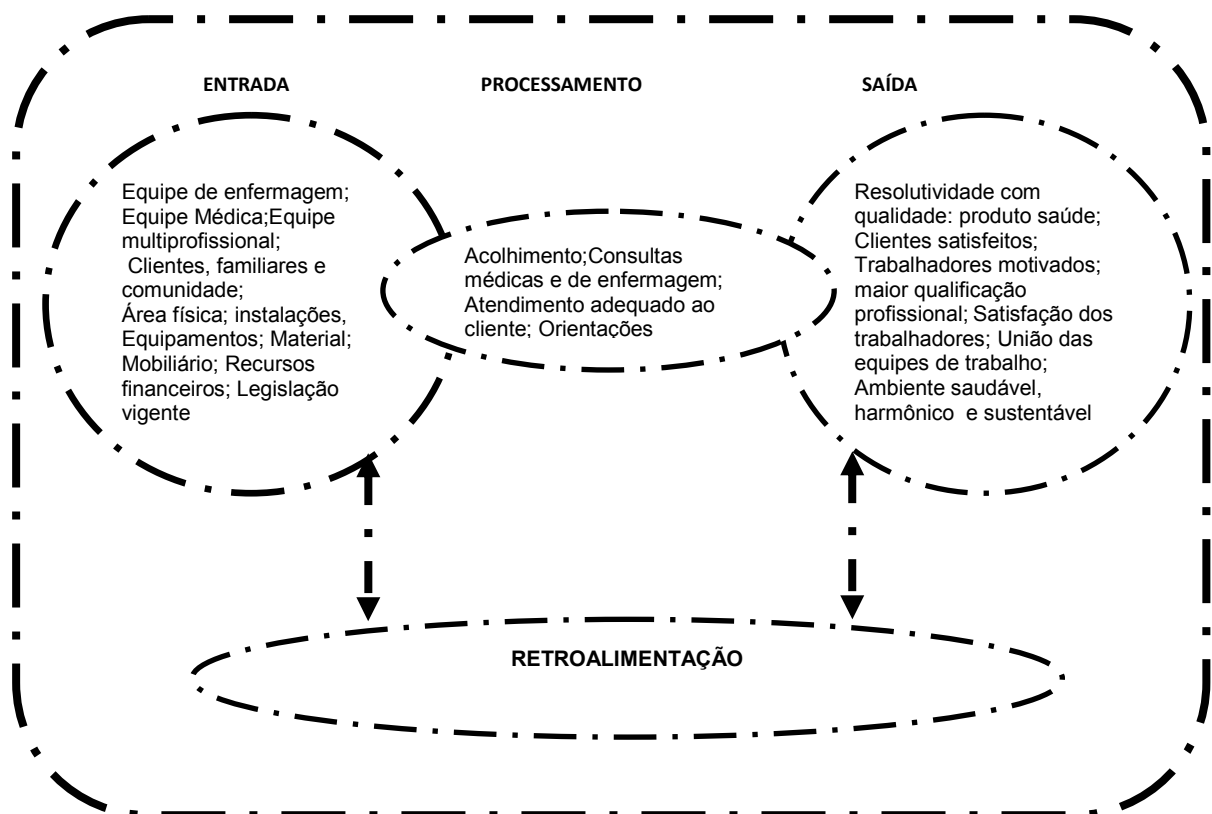 ENTRADA
PROCESSAMENTO
SAÍDA
Equipe de enfermagem;
Equipe Médica;Equipe
multiprofissional;
Clientes, familiares e
comunidade;
Área física; instalações,
Equipamentos; Material;
Mobiliário; Recursos
financeiros; Legislação
vigente
Acolhimento;Consultas
médicas e de enfermagem;
Atendimento adequado ao
cliente; Orientações
Resolutividade com
qualidade: produto saúde;
Clientes satisfeitos;
Trabalhadores motivados;
maior qualificação
profissional; Satisfação dos
trabalhadores; União das
equipes de trabalho;
Ambiente saudável,
harmônico e sustentável
RETROALIMENTAÇÃO